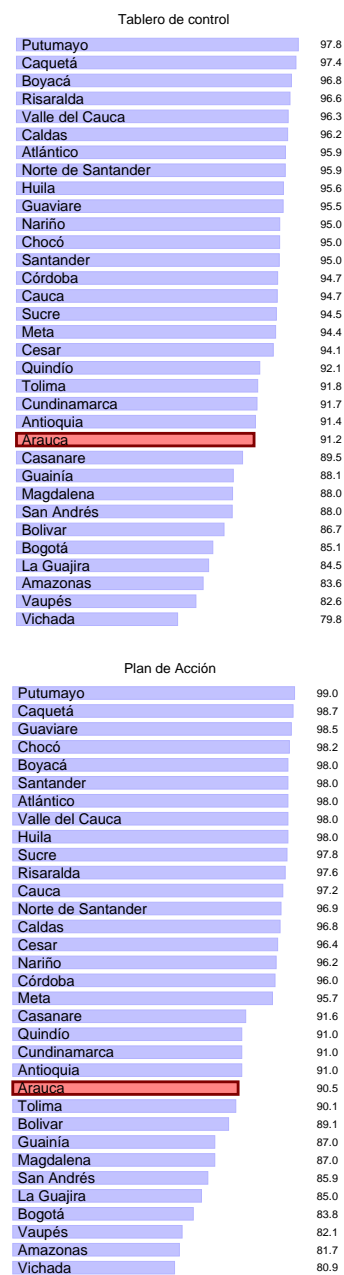 Tablero de control
Putumayo 97.8
Caquetá 97.4
Boyacá 96.8
Risaralda 96.6
Valle del Cauca 96.3
Caldas 96.2
Atlántico 95.9
Norte de Santander 95.9
Huila 95.6
Guaviare 95.5
Nariño 95.0
Chocó 95.0
Santander 95.0
Córdoba 94.7
Cauca 94.7
Sucre 94.5
Meta 94.4
Cesar 94.1
Quindío 92.1
Tolima 91.8
Cundinamarca 91.7
Antioquia 91.4
Arauca 91.2
Casanare 89.5
Guainía 88.1
Magdalena 88.0
San Andrés 88.0
Bolivar 86.7
Bogotá 85.1
La Guajira 84.5
Amazonas 83.6
Vaupés 82.6
Vichada 79.8
Plan de Acción
Putumayo 99.0
Caquetá 98.7
Guaviare 98.5
Chocó 98.2
Boyacá 98.0
Santander 98.0
Atlántico 98.0
Valle del Cauca 98.0
Huila 98.0
Sucre 97.8
Risaralda 97.6
Cauca 97.2
Norte de Santander 96.9
Caldas 96.8
Cesar 96.4
Nariño 96.2
Córdoba 96.0
Meta 95.7
Casanare 91.6
Quindío 91.0
Cundinamarca 91.0
Antioquia 91.0
Arauca 90.5
Tolima 90.1
Bolivar 89.1
Guainía 87.0
Magdalena 87.0
San Andrés 85.9
La Guajira 85.0
Bogotá 83.8
Vaupés 82.1
Amazonas 81.7
Vichada 80.9